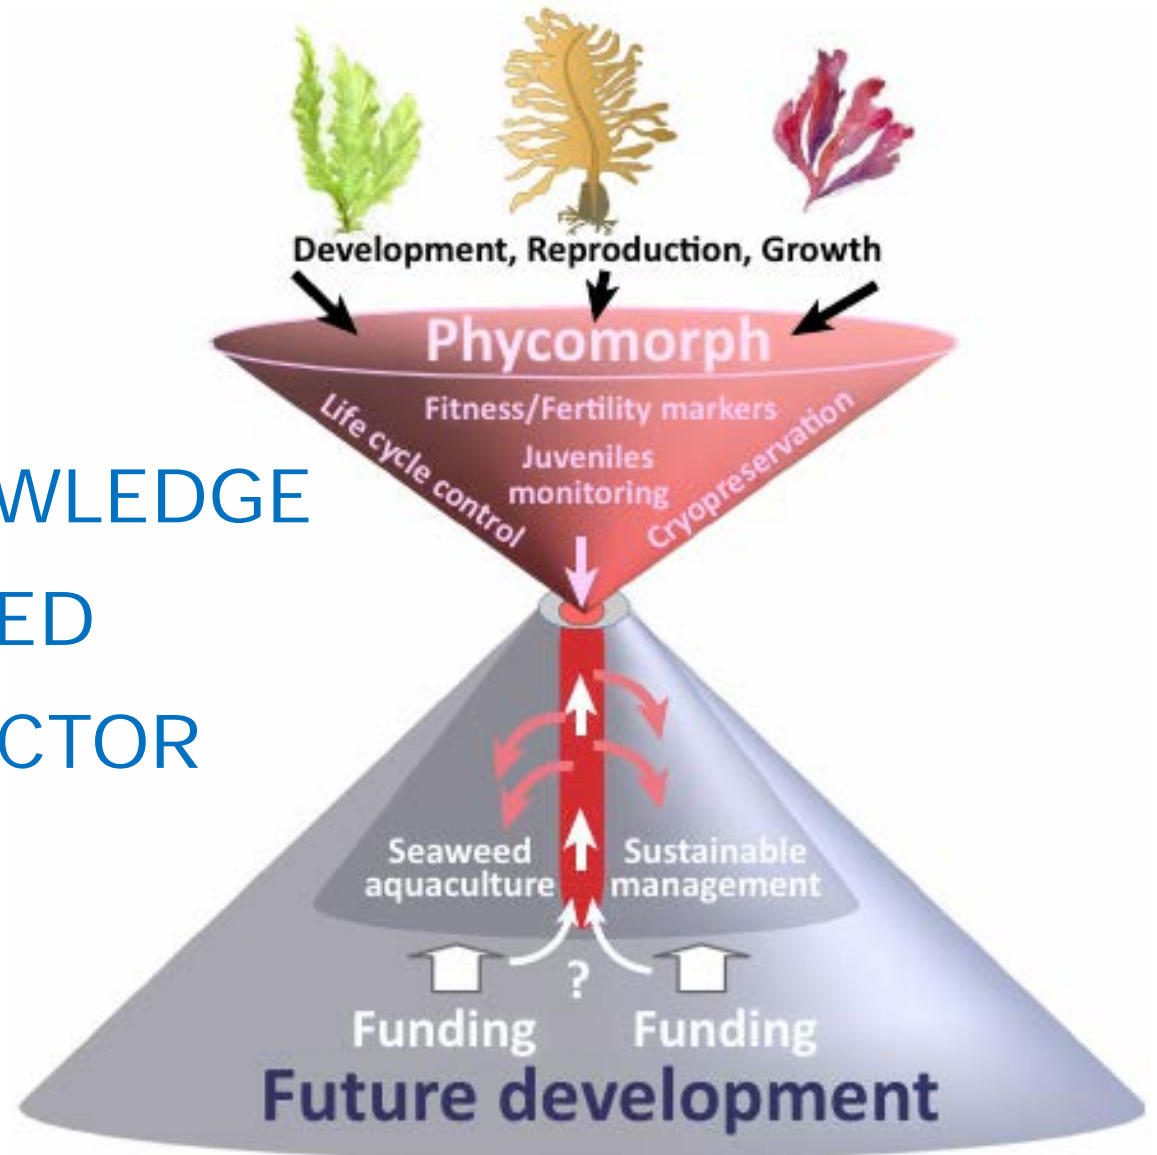 Development, Reproduction, Growth
Phycomorph
Fitness/Fertility markers
Life cycle control
Juveniles
monitoring
Cryopreservation
WLEDGE
ED
CTOR
Seaweed
aquaculture
Sustainable
management
?
Funding
Funding
Future development